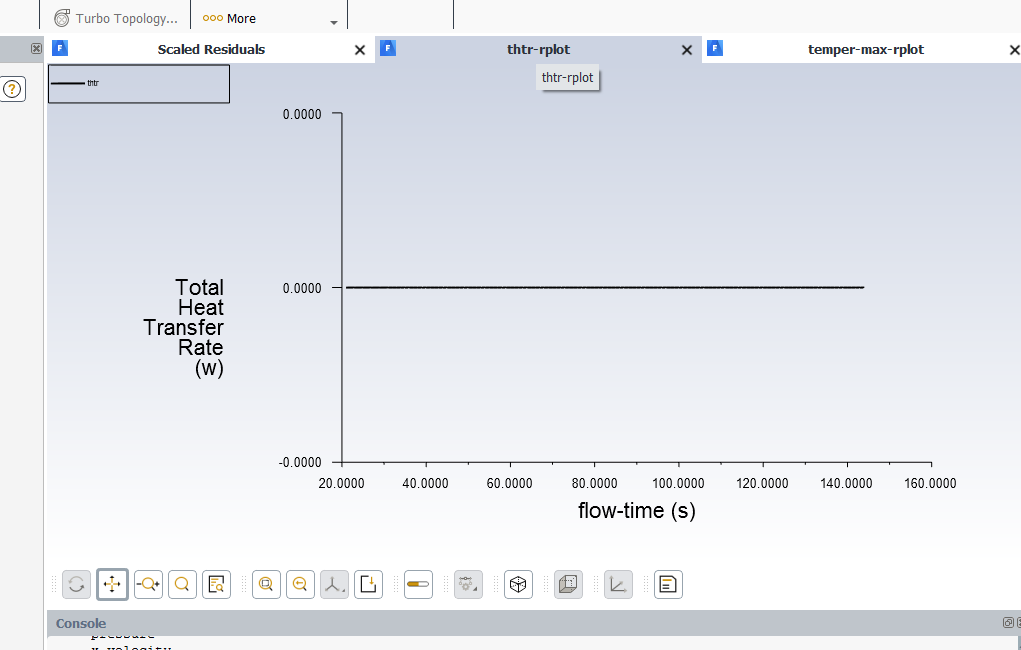 Turbo Topology...
More
Scaled Residuals
thtr-rplot
temper-max-rplot
thtr
thtr-rplot
0.0000
0.0000
-0.0000
Total
Heat
Transfer
Rate
(w)
20.0000 40.0000 60.0000 80.0000 100.0000 120.0000 140.0000 160.0000
flow-time (s)
Console
pressure
x-velocity